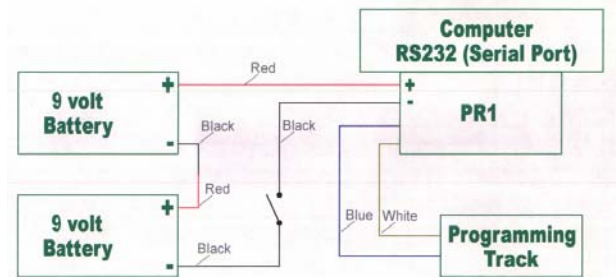 Computer
RS232 (Serial Port)
Red
+
9 volt
Battery
-
+
-
PR1
Black
Black
Red
+
9 volt
Battery
-
Black
Blue
White
Programming
Track